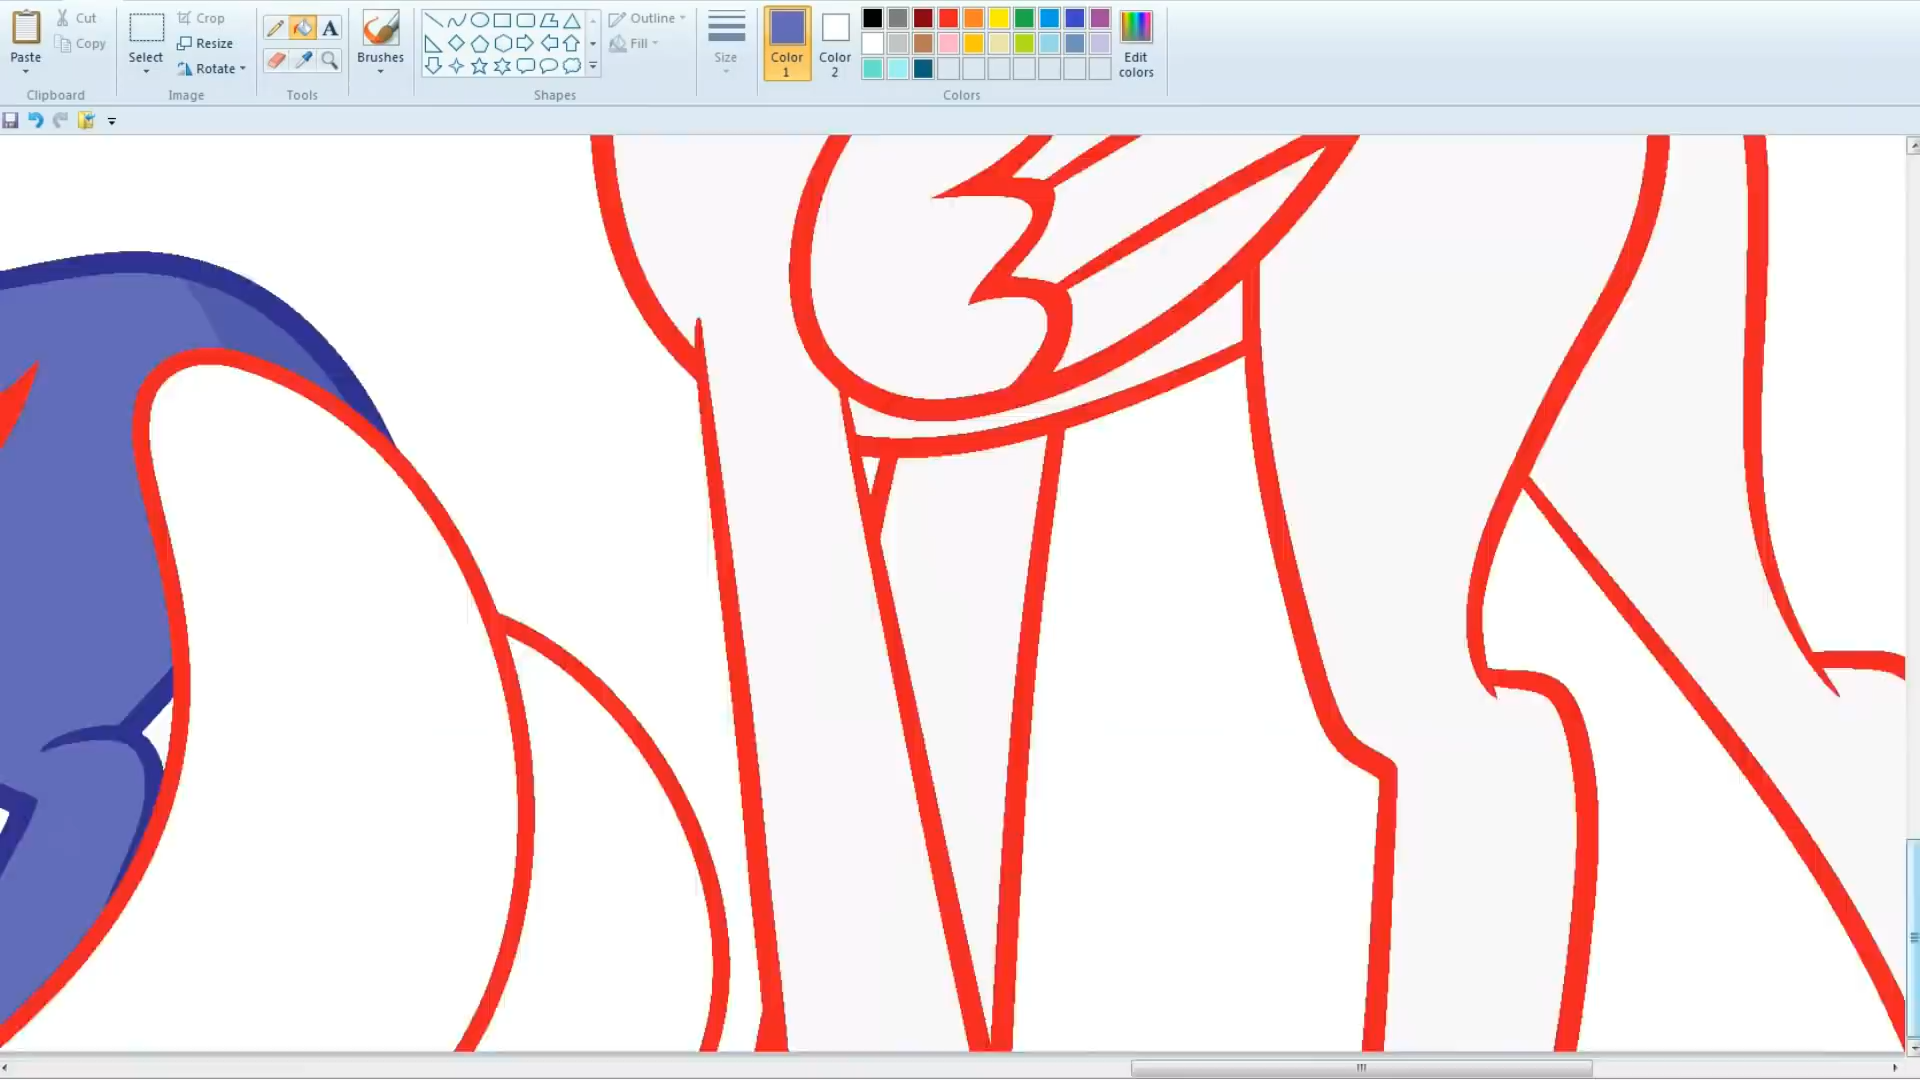 Paste
Cut
Copy
Clipboard
Select
Crop
Resize
Rotate
Image
A
Tools
Brushes
Shapes
Outline
Fill
Size
Color
1
Color
2
Edit
colors
Colors